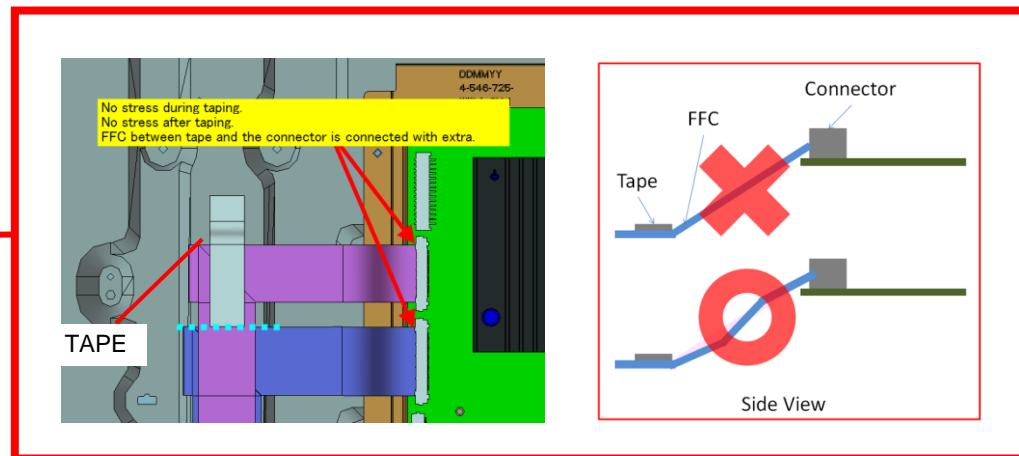 DDMMYY
4-546-725-
No stress during taping.
No stress after taping.
FFC between tape and the connector is connected with extra.
TAPE
Connector
FFC
Tape
Side View